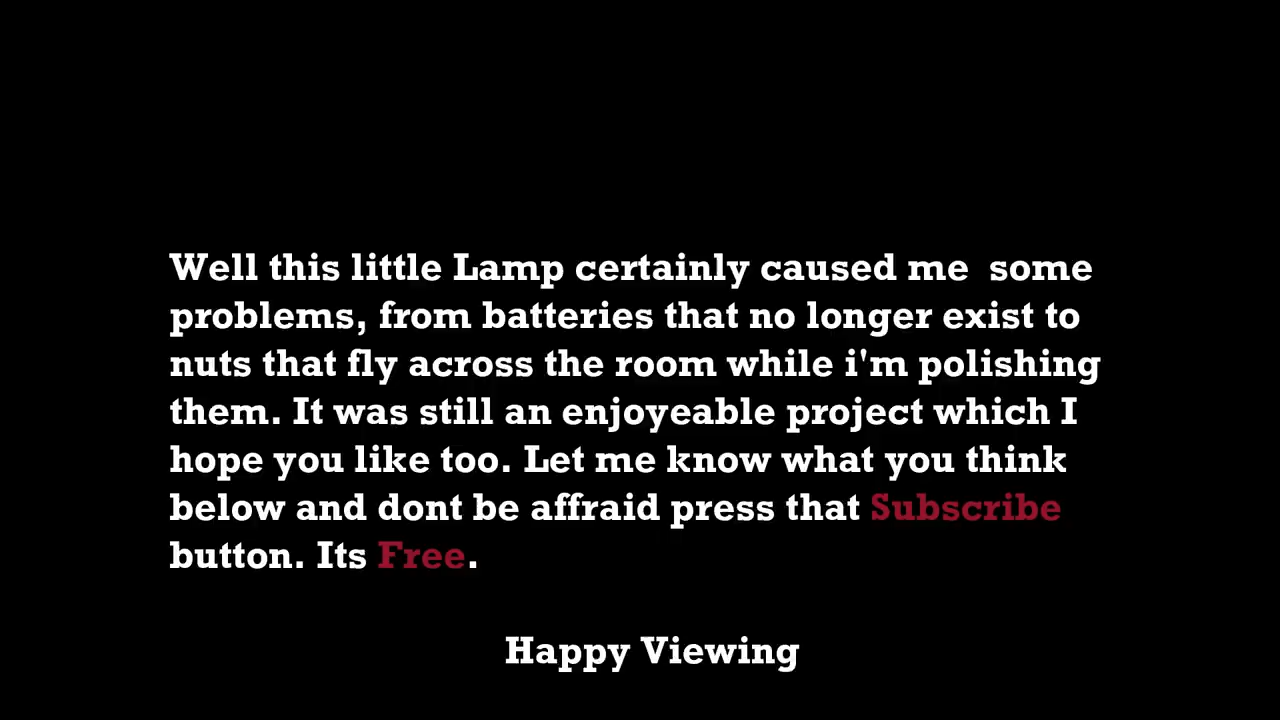 Well this little Lamp certainly caused me  some
problems, from batteries that no longer exist to
nuts that fly across the room while i'm polishing
them. It was still an enjoyeable project which I
hope you like too. Let me know what you think
below and dont be affraid press that Subscribe
button. Its Free.
Happy Viewing